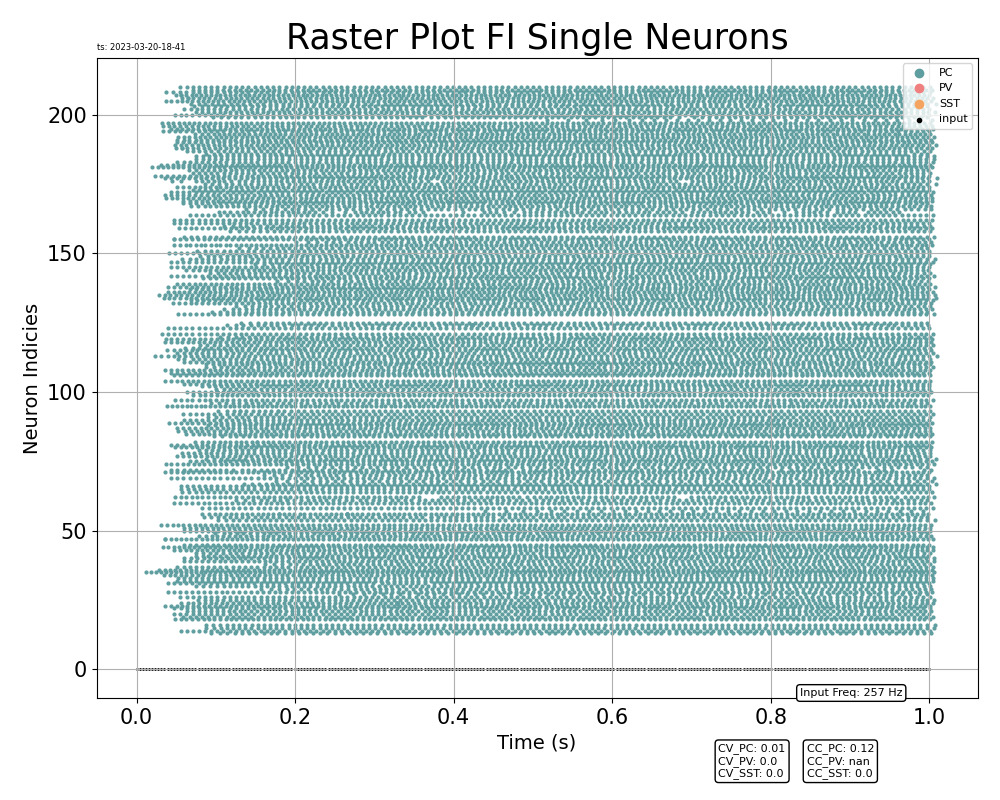 Raster Plot FI Single Neurons
ts: 2023-03-20-18-41
PC
PV
SST
input
200
150
100
50
0
Neuron Indicies
0.0 0.2 0.4 0.6 0.8 1.0
Time (s)
Input Freq: 257 Hz
CV_PC: 0.01
CV_PV: 0.0
CV_SST: 0.0
CC_PC: 0.12
CC_PV: nan
CC_SST: 0.0